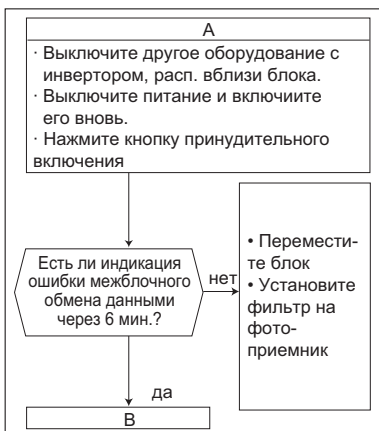 A
· Выключите другое оборудование с
инвертором, расп. вблизи блока.
· Выключите питание и включиите
его вновь.
· Нажмите кнопку принудительного
включения
Есть ли индикация
ошибки межблочного
обмена данными
через 6 мин.?
нет
• Перемести-
те блок
• Установите
фильтр на
фото-
приемник
да
B